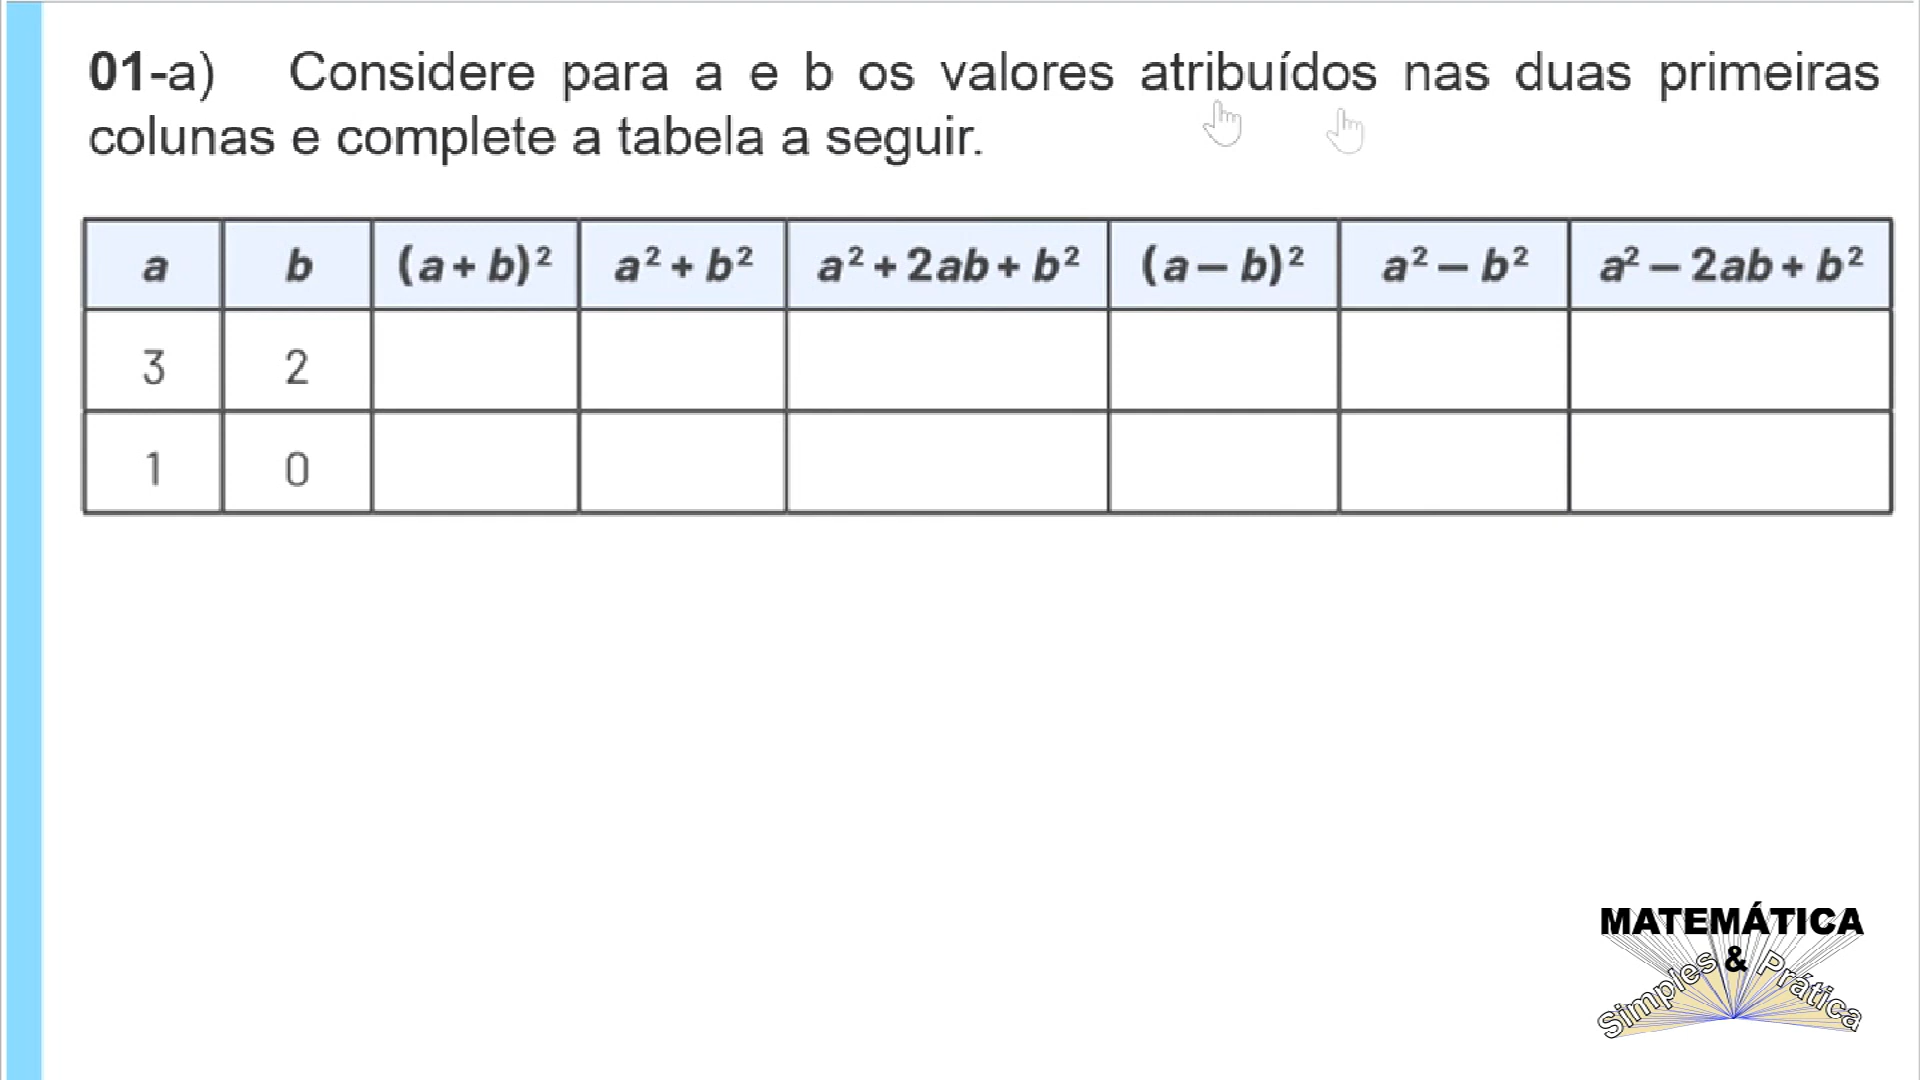 01-a) Considere para a e b os valores atribuídos nas duas primeiras
colunas e complete a tabela a seguir.
a b (a + b)² a² + b² a² + 2ab + b² (a – b)² a² – b² a² – 2ab + b²
3 2
1 0
MATEMÁTICA
&
Simples Prática